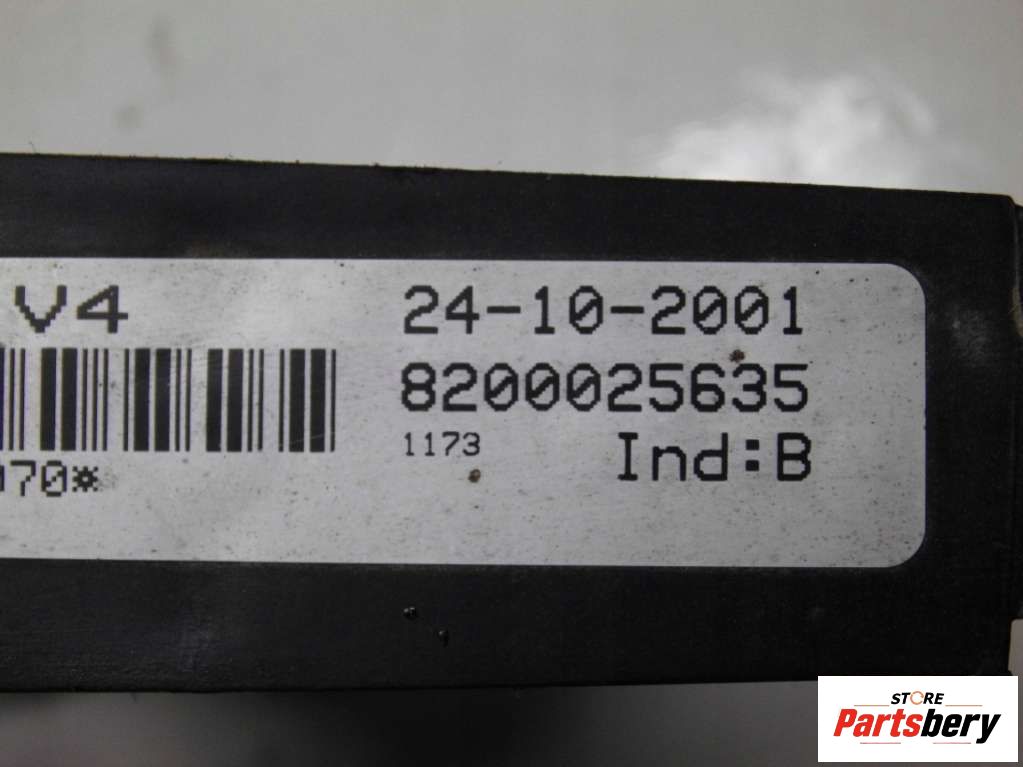 V4
24-10-2001
8200025635
1173
Ind:B
70*
STORE
Partsbery